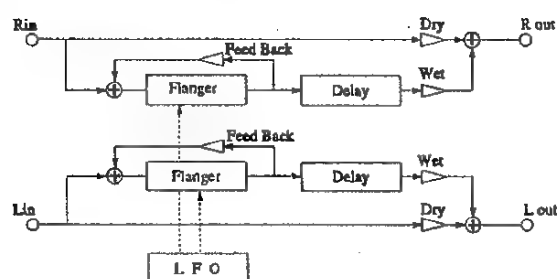 Rin
Dry
R out
Feed Back
Wet
Flanger
Delay
Feed Back
Wet
Flanger
Delay
Lin
Dry
L out
L F O